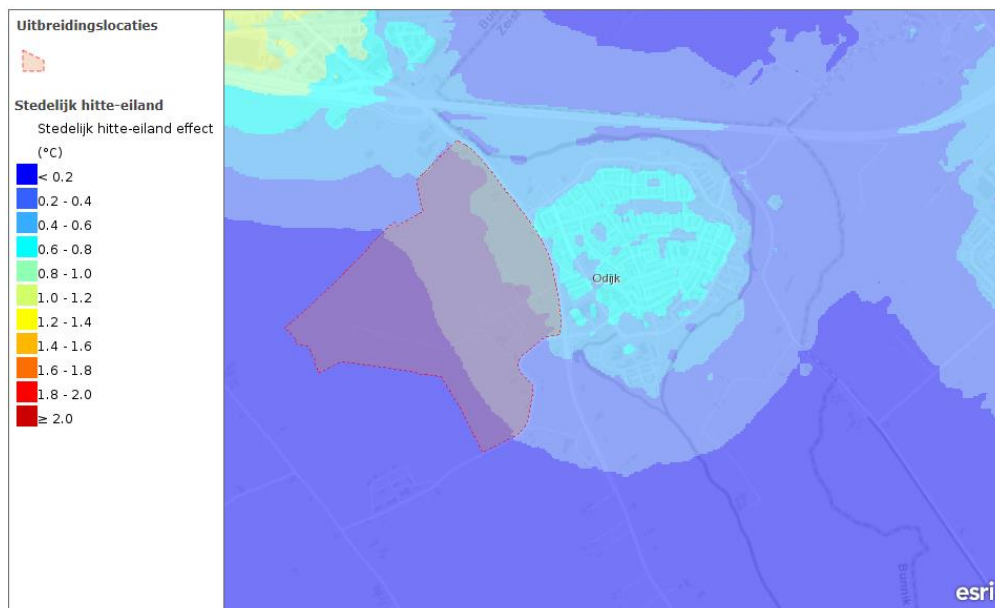 Uitbreidingslocaties
Stedelijk hitte-eiland
Stedelijk hitte-eiland effect
(°C)
< 0.2
0.2 - 0.4
0.4 - 0.6
0.6 - 0.8
0.8 - 1.0
1.0 - 1.2
1.2 - 1.4
1.4 - 1.6
1.6 - 1.8
1.8 - 2.0
≥ 2.0
Zeist
Odijk
Bunnik
esri